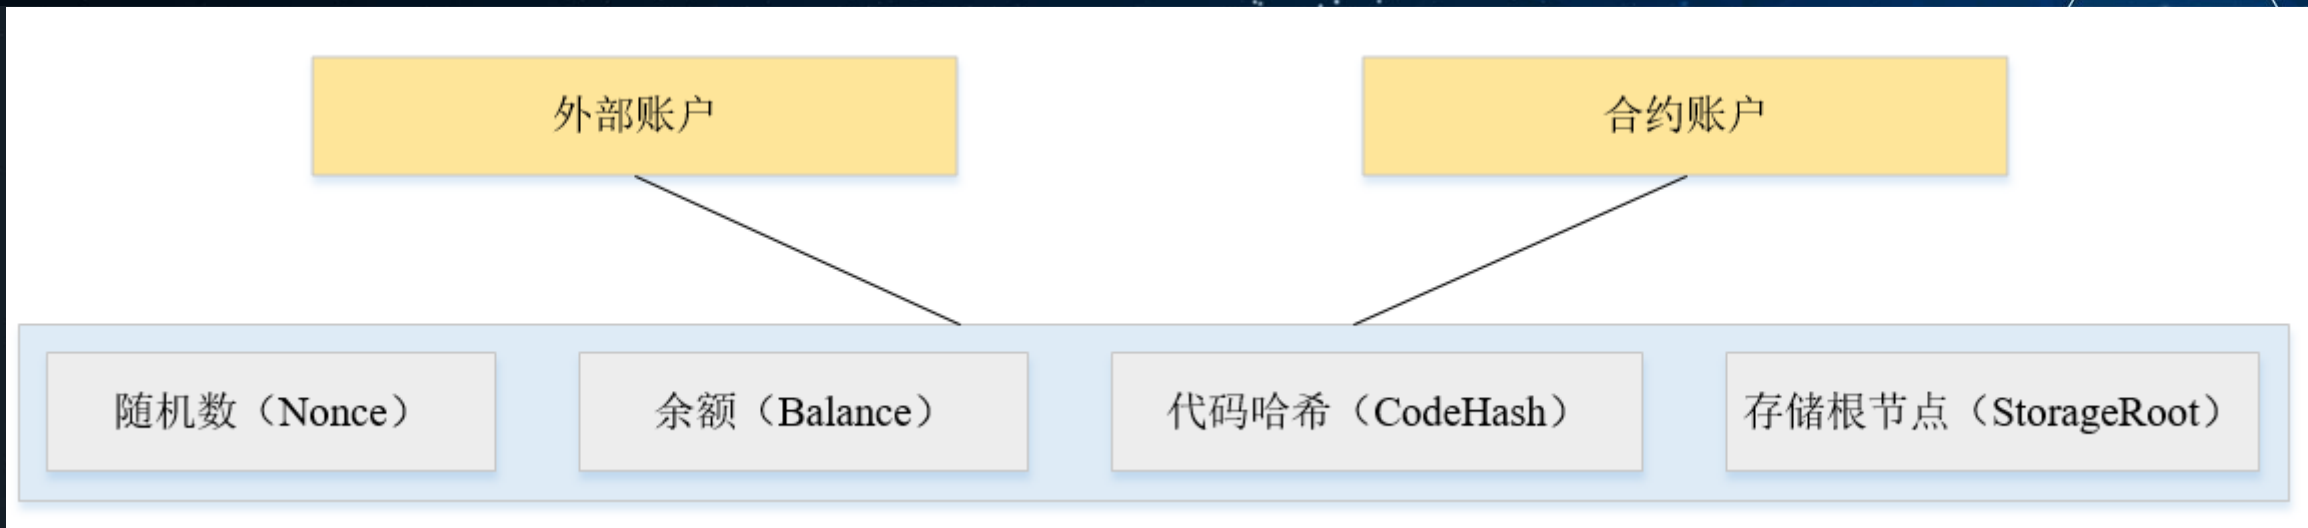 外部账户
合约账户
随机数（Nonce）
余额（Balance）
代码哈希（CodeHash）
存储根节点（StorageRoot）